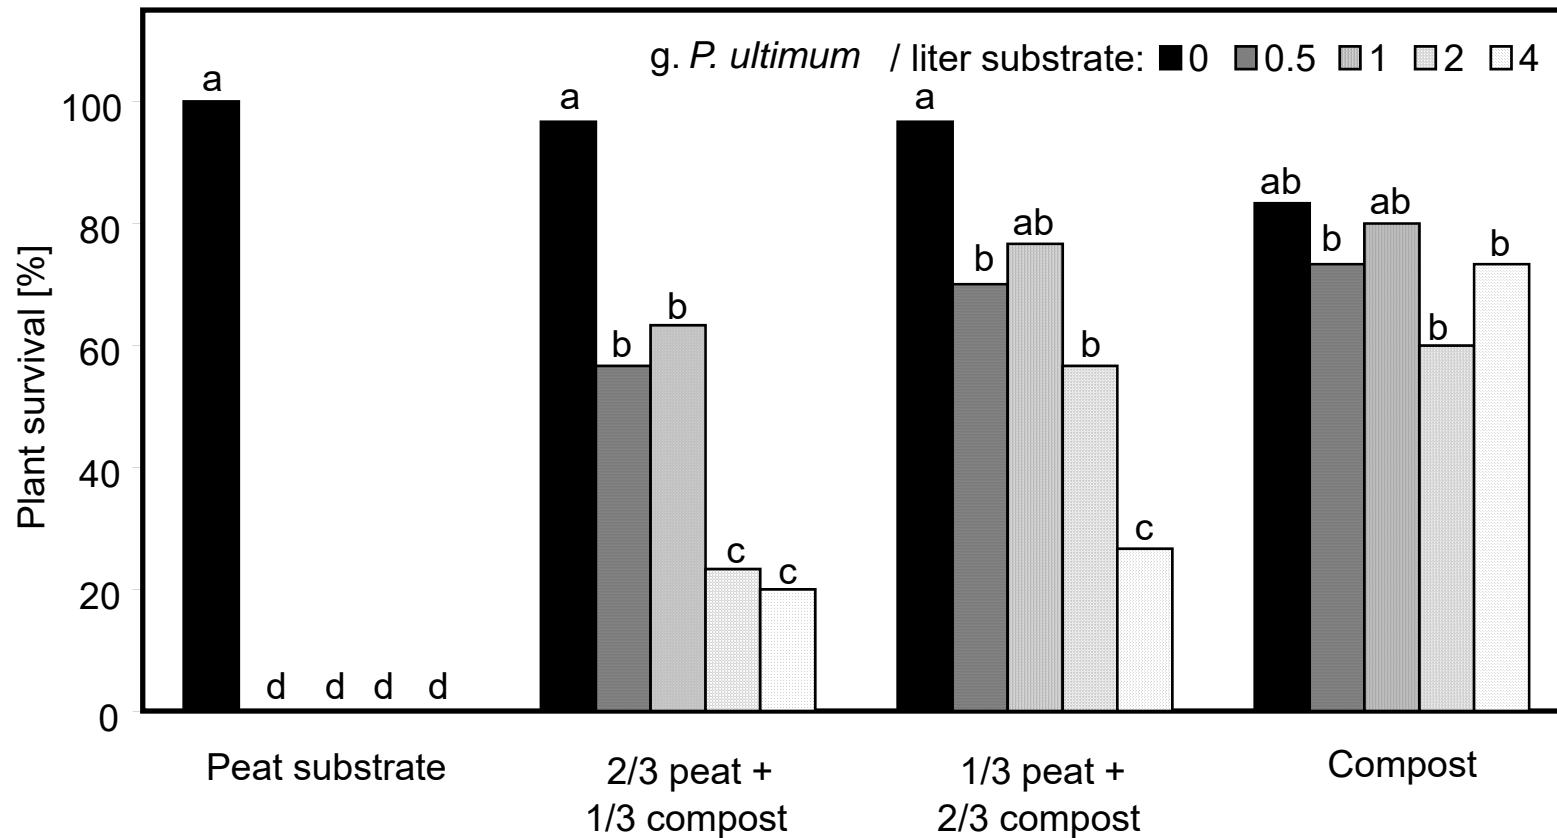 g. P. ultimum / liter substrate: 0 0.5 1 2 4
a
a
a
100
ab
ab
80
ab
b
b
b
b
b
60
b
b
b
Plant survival [%]
40
c
c
c
20
d d d d
0
Peat substrate
2/3 peat +
1/3 compost
1/3 peat +
2/3 compost
Compost